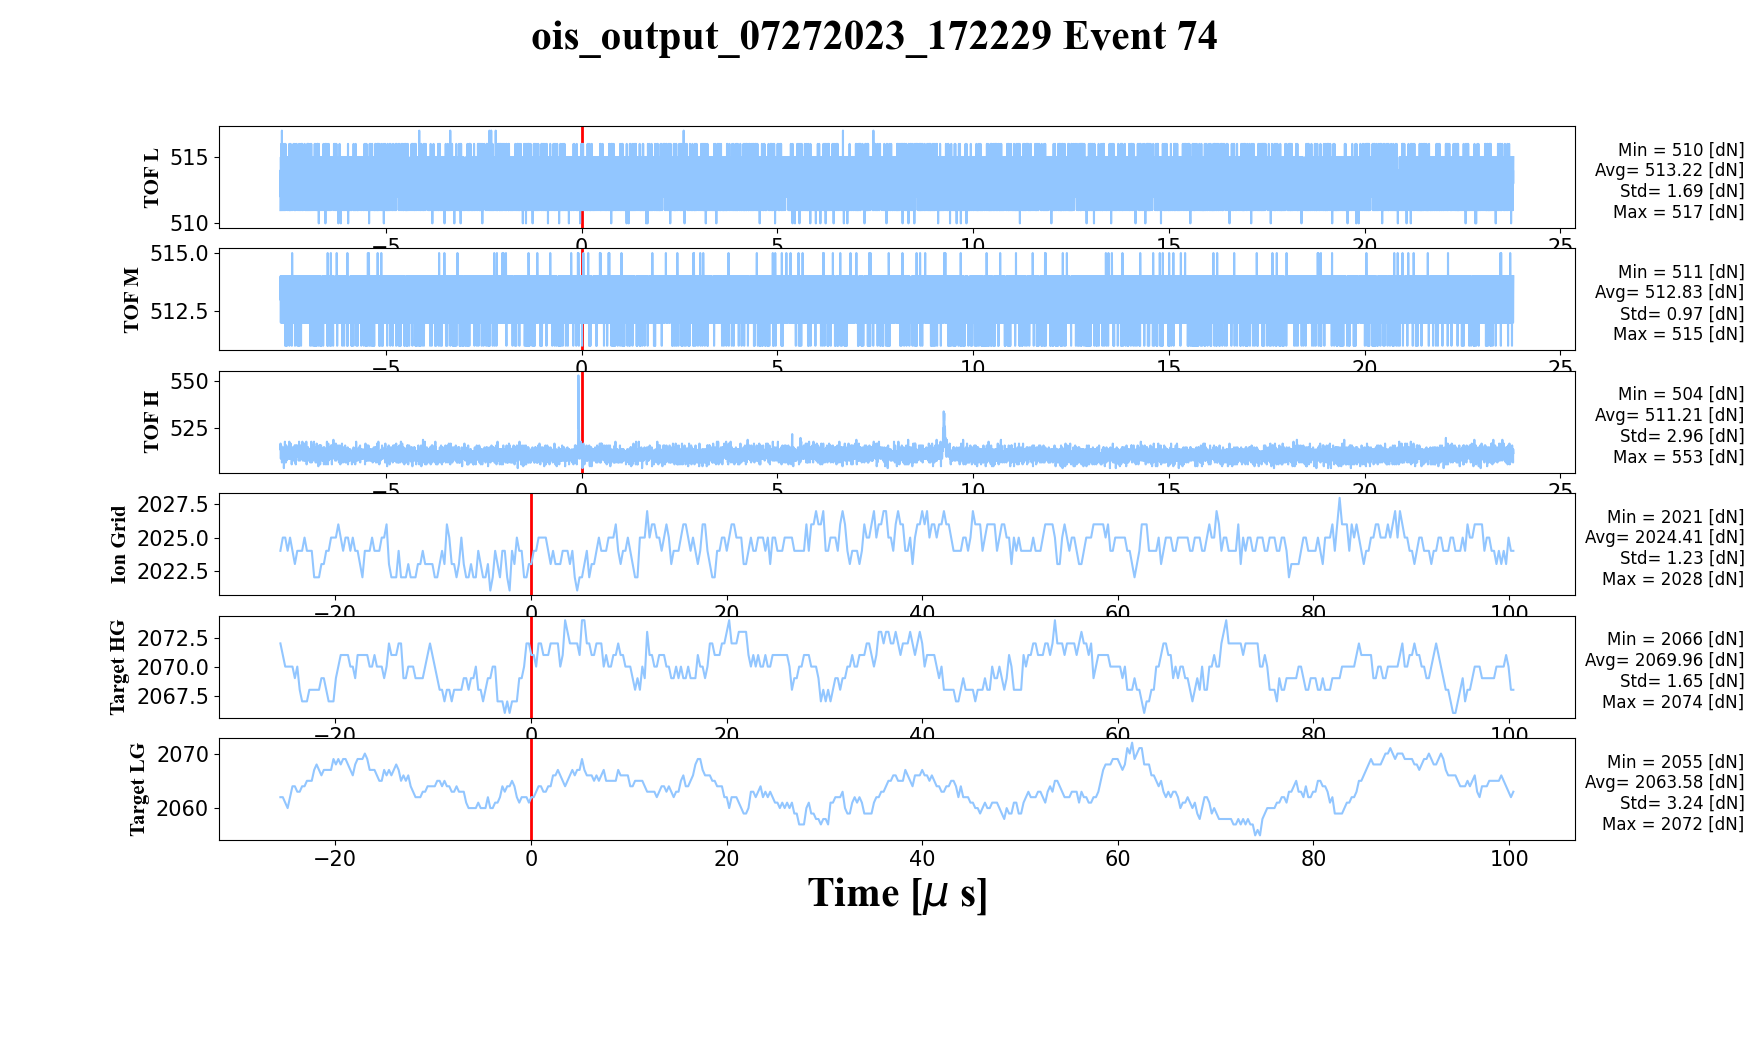 ois_output_07272023_172229 Event 74
TOF L
515
510
−5 0 5 10 15 20 25
Min = 510 [dN]
Avg= 513.22 [dN]
Std= 1.69 [dN]
Max = 517 [dN]
TOF M
515.0
512.5
−5 0 5 10 15 20 25
Min = 511 [dN]
Avg= 512.83 [dN]
Std= 0.97 [dN]
Max = 515 [dN]
TOF H
550
525
−5 0 5 10 15 20 25
Min = 504 [dN]
Avg= 511.21 [dN]
Std= 2.96 [dN]
Max = 553 [dN]
Ion Grid
2027.5
2025.0
2022.5
−20 0 20 40 60 80 100
Min = 2021 [dN]
Avg= 2024.41 [dN]
Std= 1.23 [dN]
Max = 2028 [dN]
Target HG
2072.5
2070.0
2067.5
−20 0 20 40 60 80 100
Min = 2066 [dN]
Avg= 2069.96 [dN]
Std= 1.65 [dN]
Max = 2074 [dN]
Target LG
2070
2060
−20 0 20 40 60 80 100
Min = 2055 [dN]
Avg= 2063.58 [dN]
Std= 3.24 [dN]
Max = 2072 [dN]
Time [μ s]